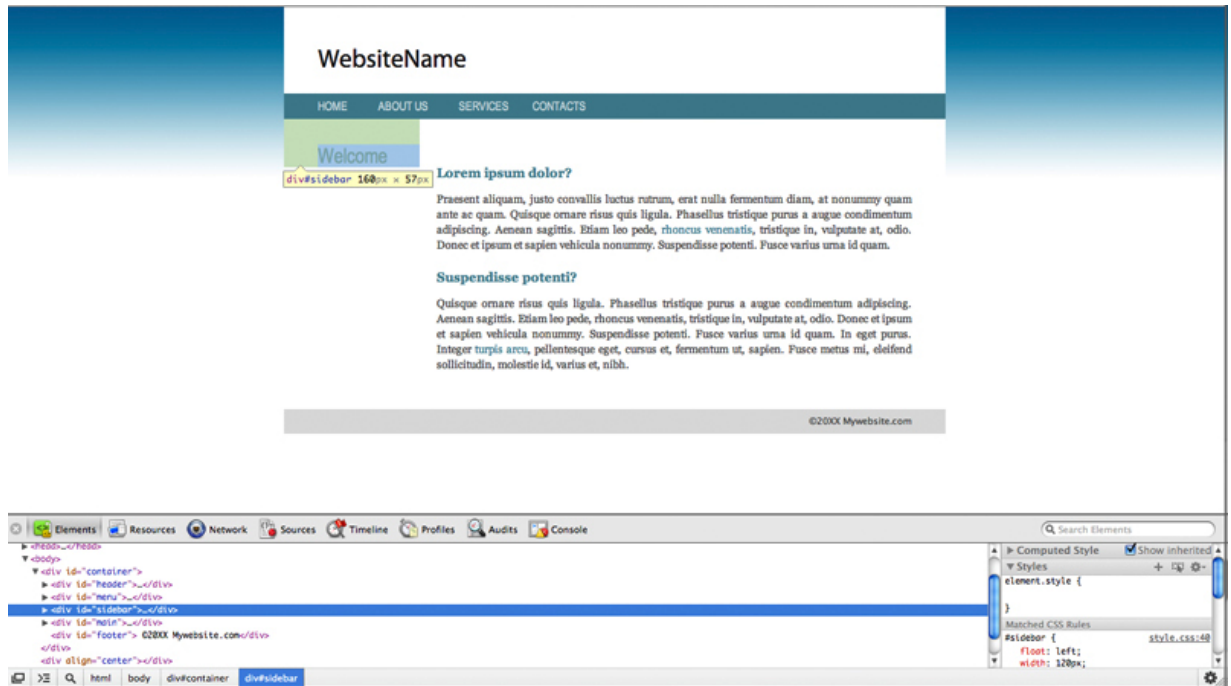 WebsiteName
HOME ABOUT US SERVICES CONTACTS
Welcome
div#sidebar 160px × 57px
Lorem ipsum dolor?
Praesent aliquam, justo convallis luctus rutrum, erat nulla fermentum diam, at nonummy quam
ante ac quam. Quisque ornare risus quis ligula. Phasellus tristique purus a augue condimentum
adipiscing. Aenean sagittis. Etiam leo pede, rhoncus venenatis, tristique in, vulputate at, odio.
Donec et ipsum et sapien vehicula nonummy. Suspendisse potenti. Fusce varius urna id quam.
Suspendisse potenti?
Quisque ornare risus quis ligula. Phasellus tristique purus a augue condimentum adipiscing.
Aenean sagittis. Etiam leo pede, rhoncus venenatis, tristique in, vulputate at, odio. Donec et ipsum
et sapien vehicula nonummy. Suspendisse potenti. Fusce varius urna id quam. In eget purus.
Integer turpis arcu, pellentesque eget, cursus et, fermentum ut, sapien. Fusce metus mi, eleifend
sollicitudin, molestie id, varius et, nibh.
©20XX Mywebsite.com
Elements Resources Network Sources Timeline Profiles Audits Console Search Elements
<head>…</head>
<body>
<div id="container">
<div id="header">…</div>
<div id="menu">…</div>
<div id="sidebar">…</div>
<div id="main">…</div>
<div id="footer"> ©20XX Mywebsite.com</div>
</div>
<div align="center"></div>
Computed Style Show inherited
Styles
element.style {
}
Matched CSS Rules
#sidebar { style.css:40
float: left;
width: 120px;
html body div#container div#sidebar